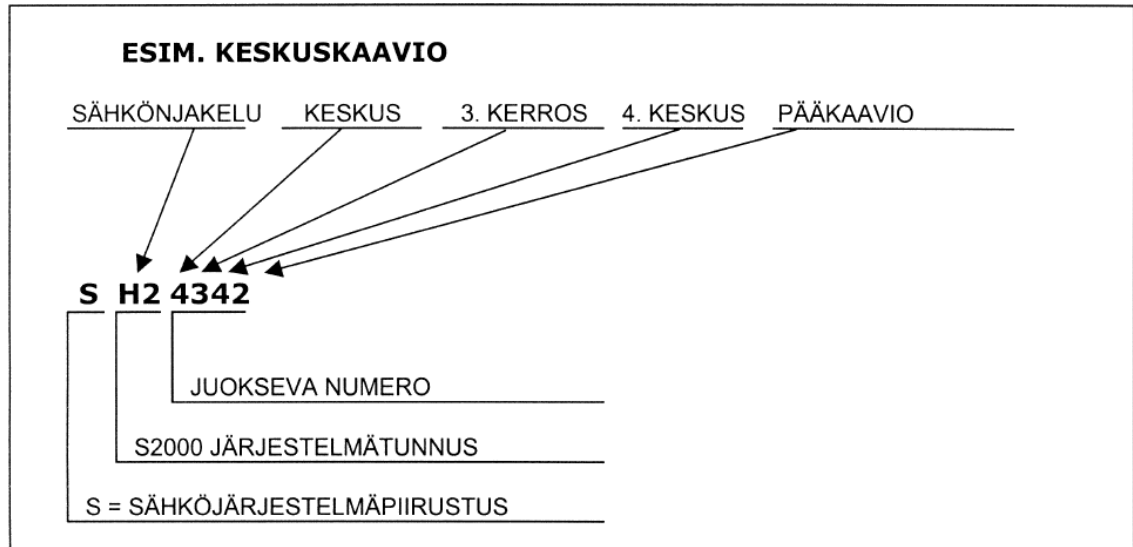 ESIM. KESKUSKAAVIO
SÄHKÖNJAKELU KESKUS 3. KERROS 4. KESKUS PÄÄKAAVIO
S H2 4342
JUOKSEVA NUMERO
S2000 JÄRJESTELMÄTUNNUS
S = SÄHKÖJÄRJESTELMÄPIIRUSTUS